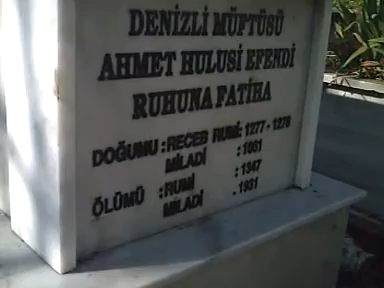 DENİZLİ MÜPTÜSÜ
AHMET HULUSİ EFENDİ
RUHUNA FATİHA
DOĞUMU :RECEB RUMİ: 1277 - 1278
MİLADİ : 1861
ÖLÜMÜ :RUMİ : 1347
MİLADİ . 1931